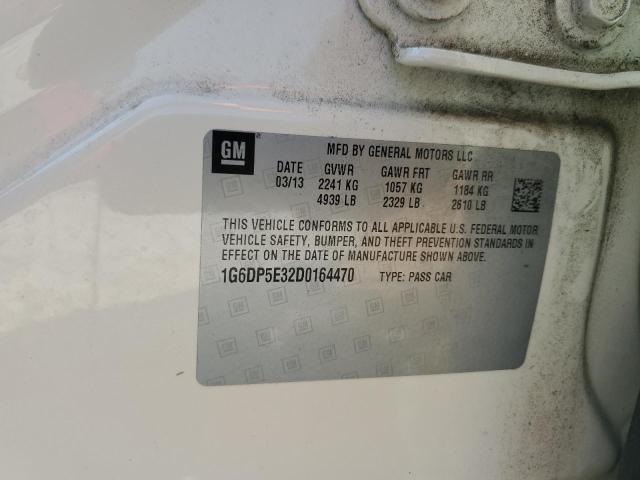 GM
MFD BY GENERAL MOTORS LLC
DATE GVWR GAWR FRT GAWR RR
03/13 2241 KG 1057 KG 1184 KG
4939 LB 2329 LB 2610 LB
THIS VEHICLE CONFORMS TO ALL APPLICABLE U.S. FEDERAL MOTOR
VEHICLE SAFETY, BUMPER, AND THEFT PREVENTION STANDARDS IN
EFFECT ON THE DATE OF MANUFACTURE SHOWN ABOVE.
1G6DP5E32D0164470 TYPE: PASS CAR